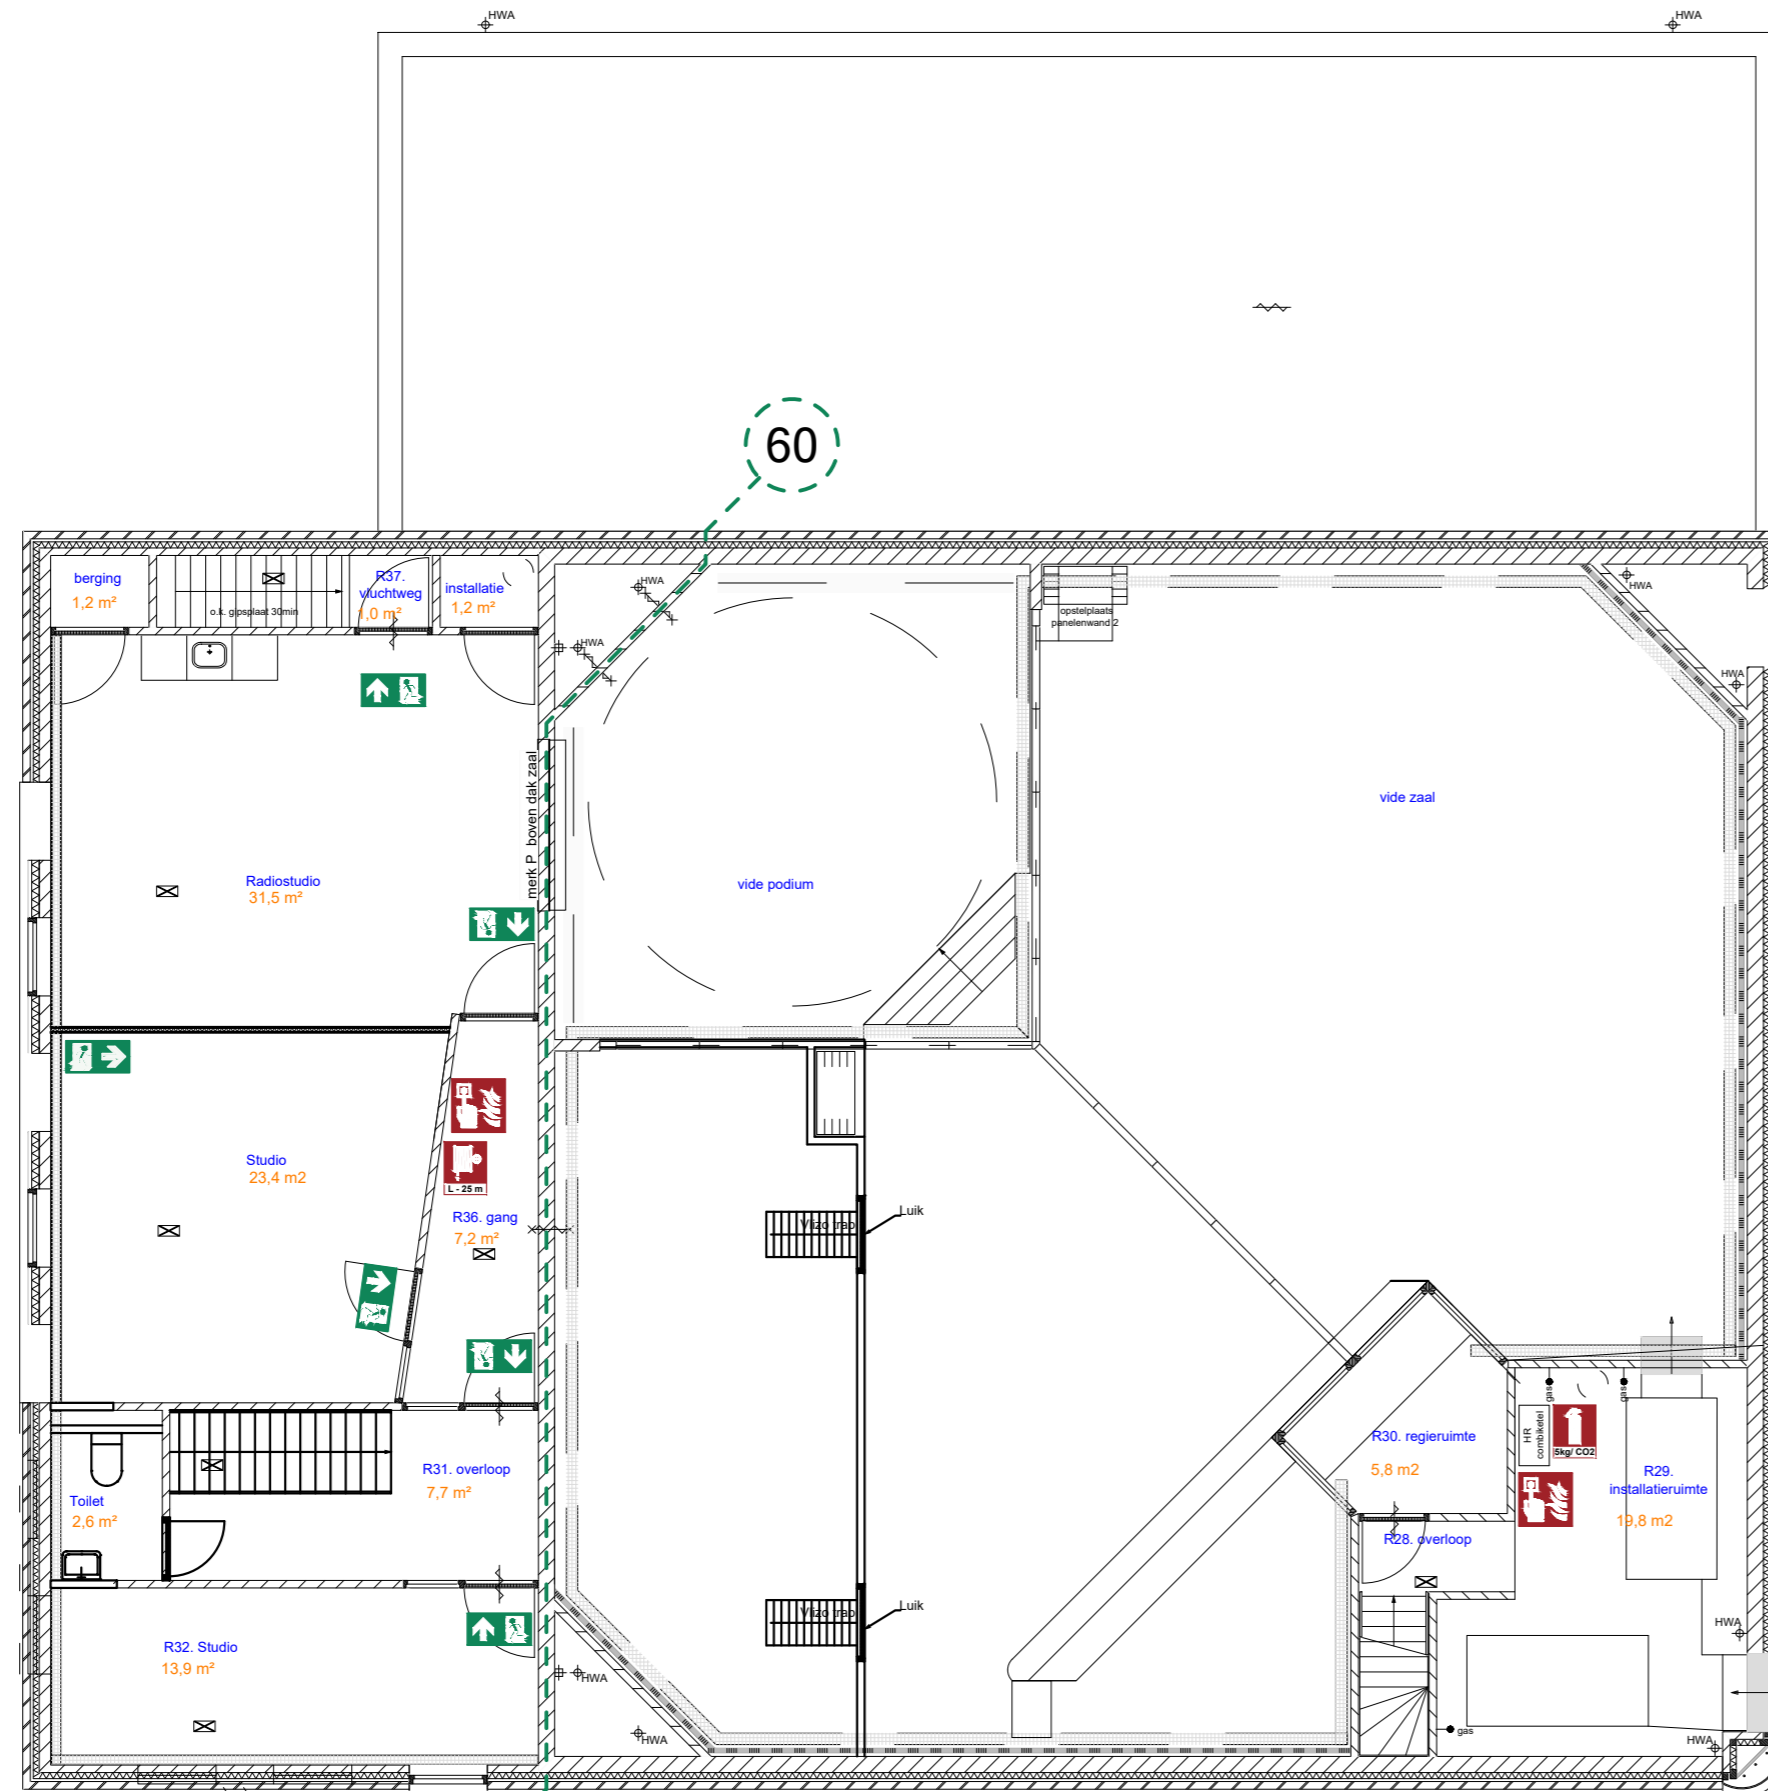 HWA
HWA
60
berging
1,2 m²
o.k. gipsplaat 30min
R37.
vluchtweg
1,0 m²
installatie
1,2 m²
HWA
HWA
opstelplaats
panelenwand 2
HWA
HWA
merk P boven dak zaal
vide zaal
Radiostudio
31,5 m²
vide podium
Studio
23,4 m2
L - 25 m
R36. gang
7,2 m²
Vlizo trap
Luik
gas
gas
HR
combiketel
5kg/ CO2
R30. regieruimte
5,8 m2
R29.
installatieruimte
19,8 m2
R31. overloop
7,7 m²
Toilet
2,6 m²
R28. overloop
Vlizo trap
Luik
R32. Studio
13,9 m²
HWA
HWA
HWA
gas
HWA